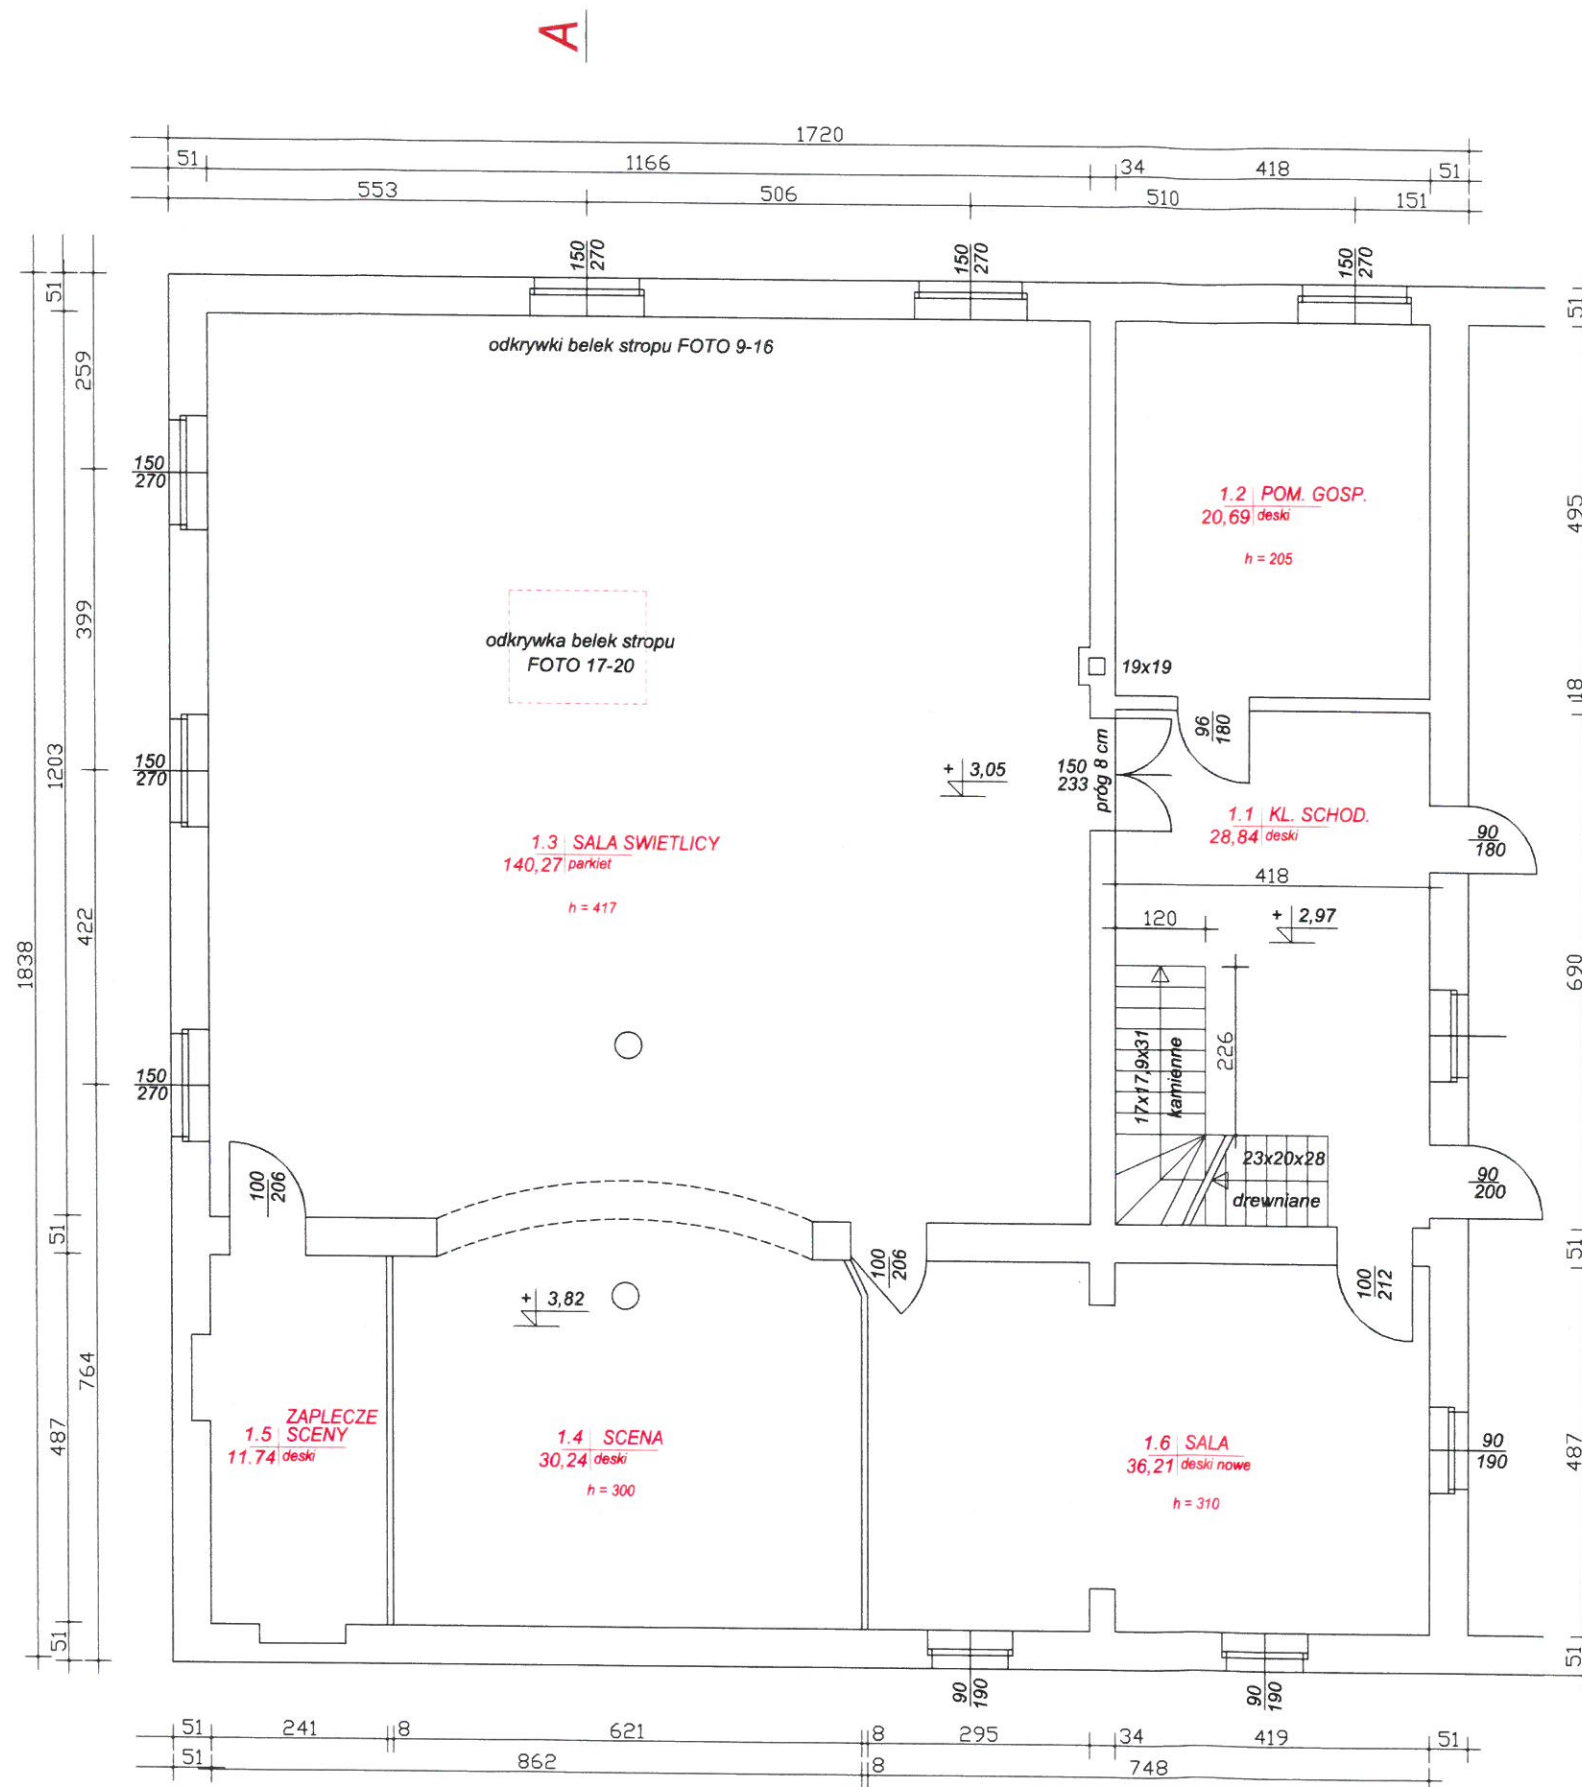 A
1720
51 1166 34 418 51
553 506 510 151
150
270
150
270
150
270
51
259
399
422
764
51
1203
51
487
51
1838
odkrywki belek stropu FOTO 9-16
150
270
150
270
150
270
odkrywka belek stropu
FOTO 17-20
1.2 POM. GOSP.
20,69 deski
h = 205
19x19
96
180
150
233
próg 8 cm
+ 3,05
1.1 KL. SCHOD.
28,84 deski
90
180
418
120
+ 2,97
1.3 SALA SWIETLICY
140,27 parkiet
h = 417
17x17,9x31
kamienne
226
23x20x28
drewniane
90
200
100
206
100
206
100
212
+ 3,82
ZAPLECZE
1.5 SCENY
11.74 deski
1.4 SCENA
30,24 deski
h = 300
1.6 SALA
36,21 deski nowe
h = 310
90
190
90
190
90
190
51
495
18
690
51
487
51
51 241 8 621 8 295 34 419 51
51 862 8 748